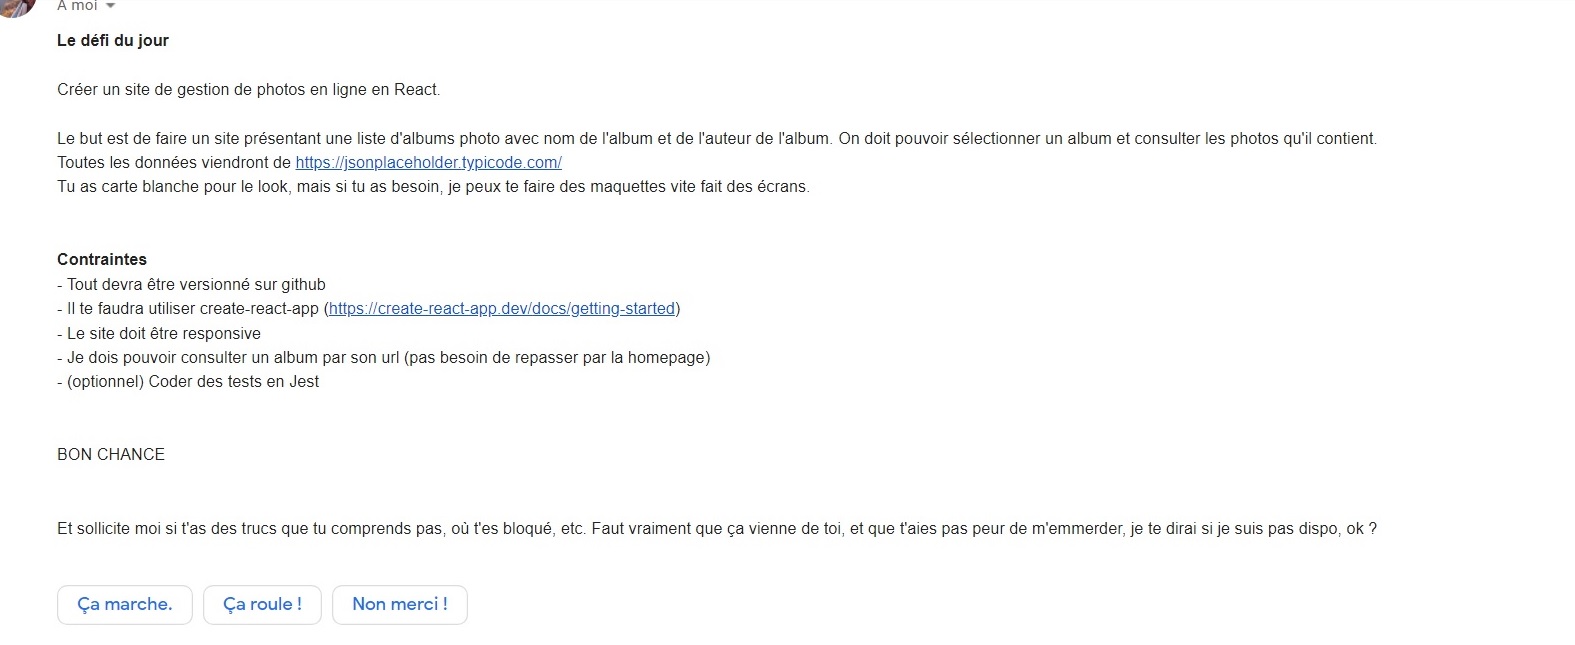 À moi
Le défi du jour
Créer un site de gestion de photos en ligne en React.
Le but est de faire un site présentant une liste d'albums photo avec nom de l'album et de l'auteur de l'album. On doit pouvoir sélectionner un album et consulter les photos qu'il contient.
Toutes les données viendront de https://jsonplaceholder.typicode.com/
Tu as carte blanche pour le look, mais si tu as besoin, je peux te faire des maquettes vite fait des écrans.
Contraintes
- Tout devra être versionné sur github
- Il te faudra utiliser create-react-app (https://create-react-app.dev/docs/getting-started)
- Le site doit être responsive
- Je dois pouvoir consulter un album par son url (pas besoin de repasser par la homepage)
- (optionnel) Coder des tests en Jest
BON CHANCE
Et sollicite moi si t'as des trucs que tu comprends pas, où t'es bloqué, etc. Faut vraiment que ça vienne de toi, et que t'aies pas peur de m'emmerder, je te dirai si je suis pas dispo, ok ?
Ça marche. Ça roule ! Non merci !